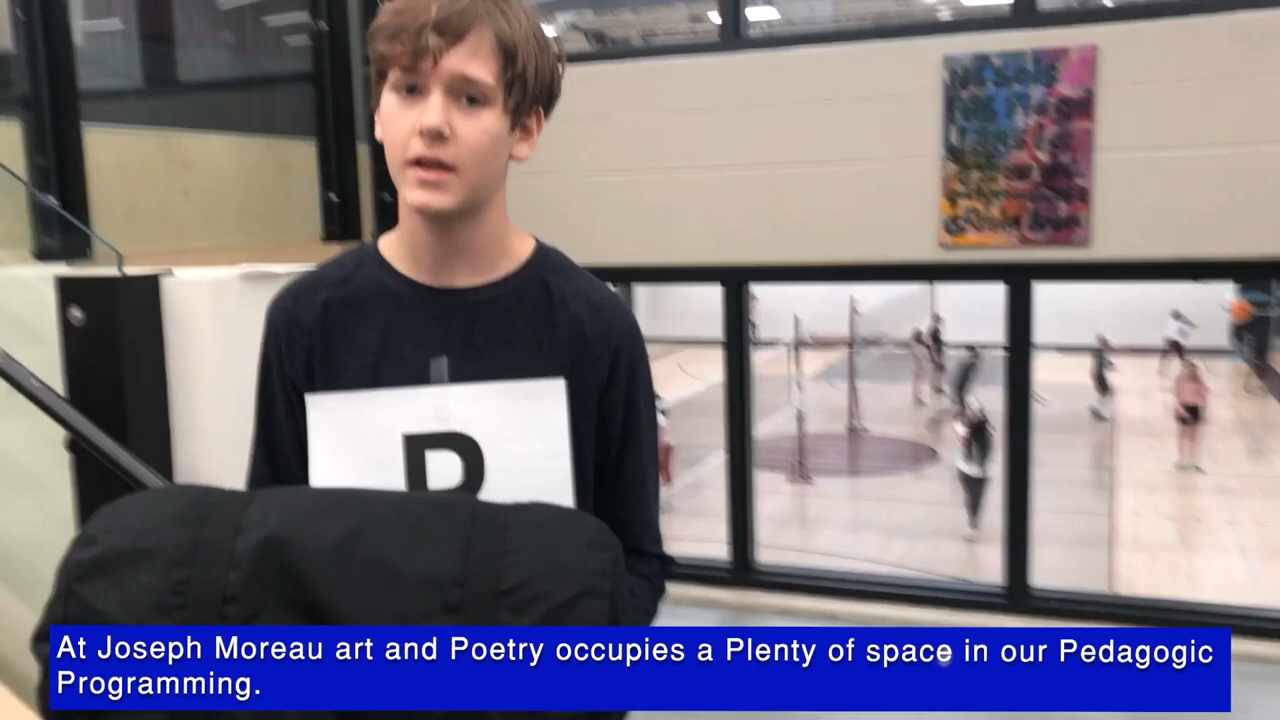 P
At Joseph Moreau art and Poetry occupies a Plenty of space in our Pedagogic
Programming.